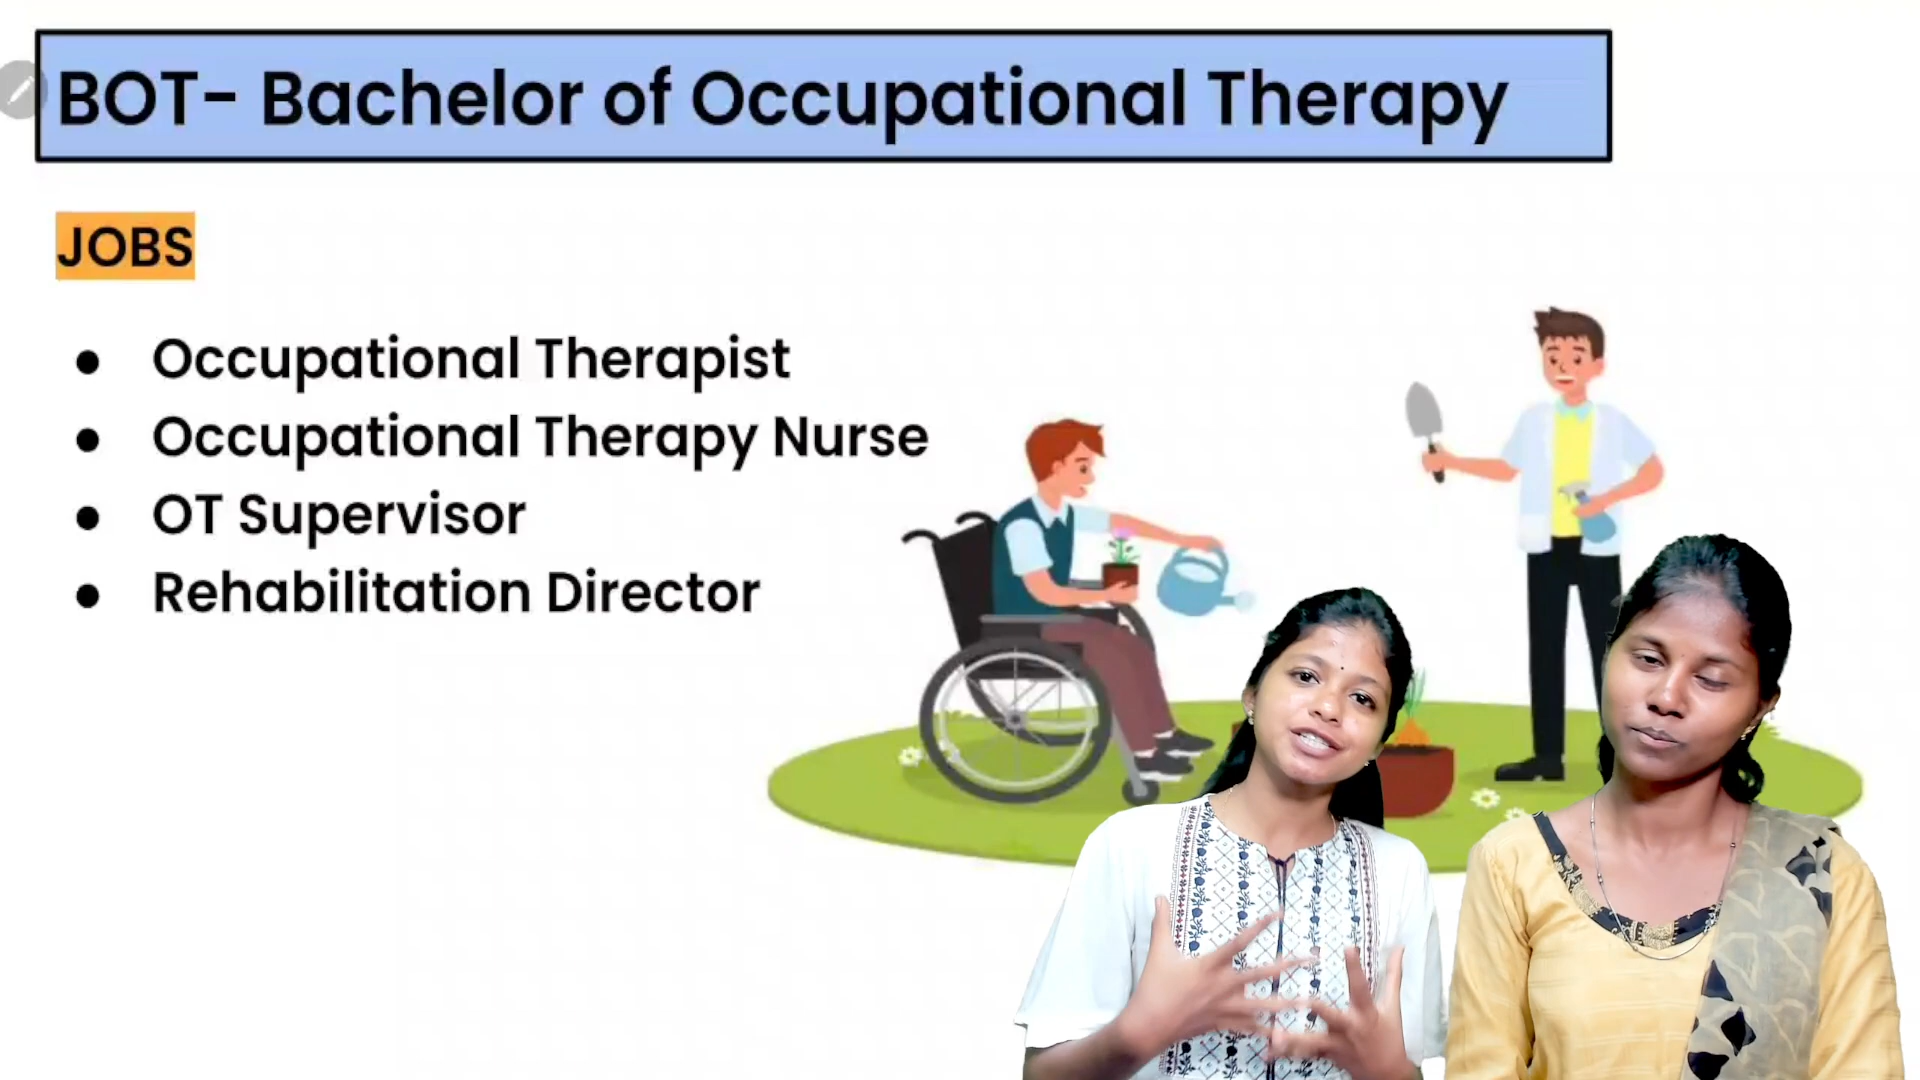 BOT- Bachelor of Occupational Therapy
JOBS
● Occupational Therapist
● Occupational Therapy Nurse
● OT Supervisor
● Rehabilitation Director